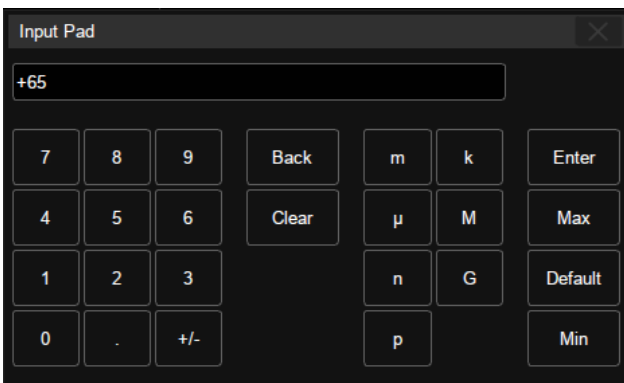 Input Pad
+65
7 8 9 Back m k Enter
4 5 6 Clear µ M Max
1 2 3 n G Default
0 . +/- p Min